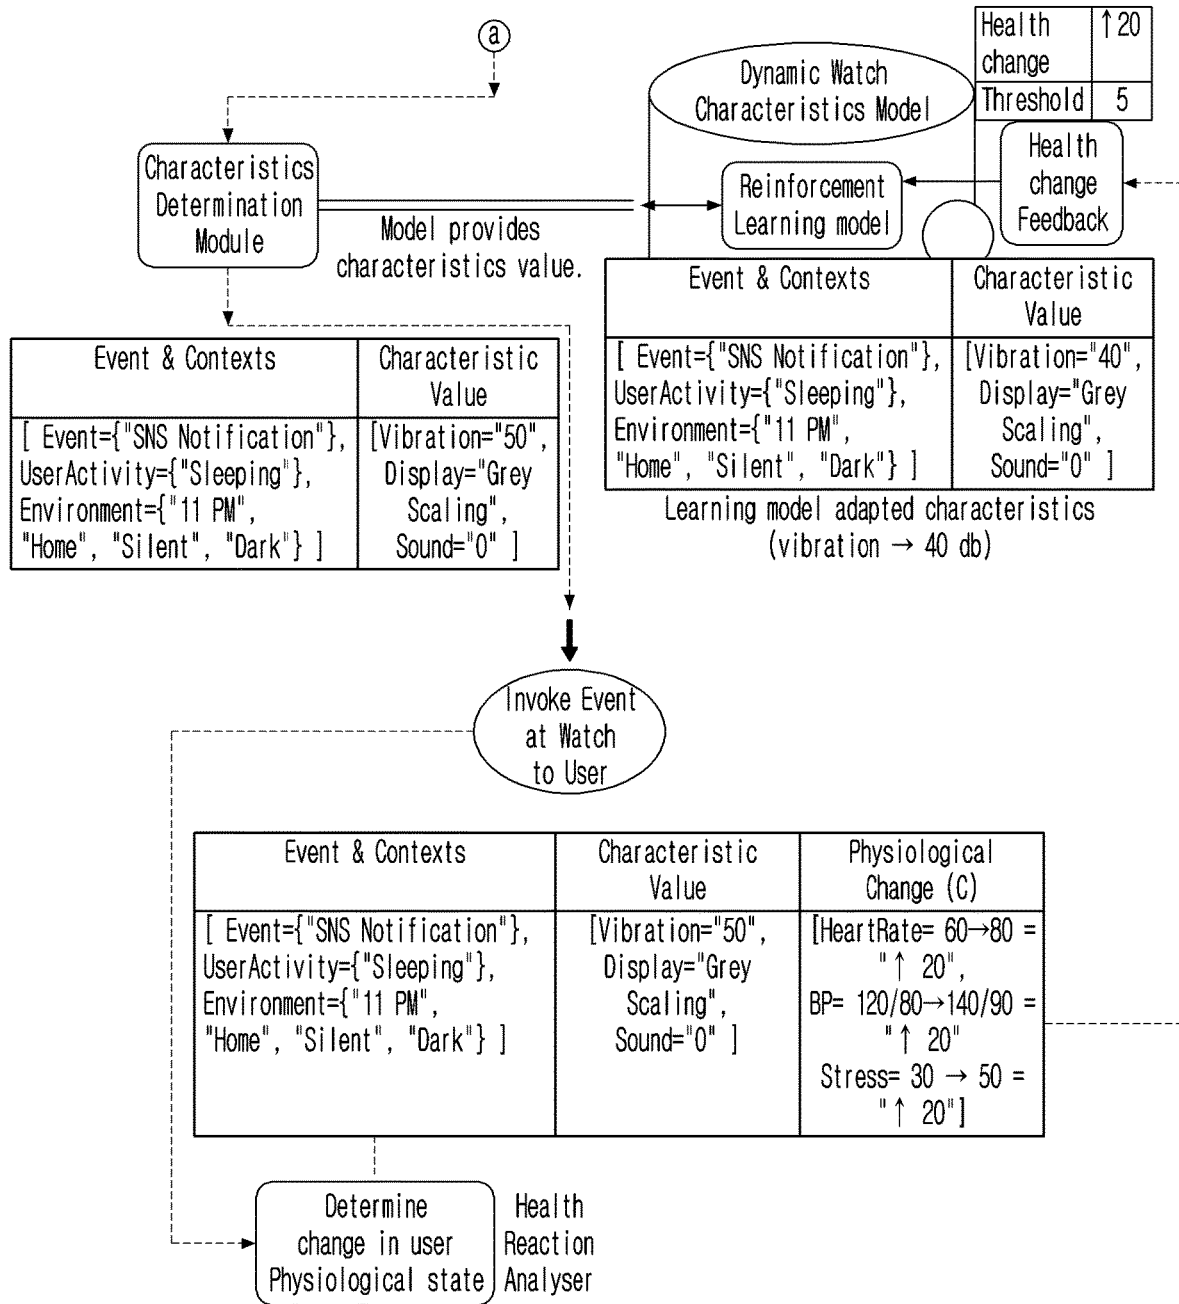 a
Health
change
↑20
Threshold
5
Dynamic Watch
Characteristics Model
Characteristics
Determination
Module
Model provides
characteristics value.
Reinforcement
Learning model
Health
change
Feedback
Event & Contexts
Characteristic
Value
[ Event={"SNS Notification"},
UserActivity={"Sleeping"},
Environment={"11 PM",
"Home", "Silent", "Dark"} ]
[Vibration="40",
Display="Grey
Scaling",
Sound="0" ]
Learning model adapted characteristics
(vibration → 40 db)
Event & Contexts
Characteristic
Value
[ Event={"SNS Notification"},
UserActivity={"Sleeping"},
Environment={"11 PM",
"Home", "Silent", "Dark"} ]
[Vibration="50",
Display="Grey
Scaling",
Sound="0" ]
Invoke Event
at Watch
to User
Event & Contexts
Characteristic
Value
Physiological
Change (C)
[ Event={"SNS Notification"},
UserActivity={"Sleeping"},
Environment={"11 PM",
"Home", "Silent", "Dark"} ]
[Vibration="50",
Display="Grey
Scaling",
Sound="0" ]
[HeartRate= 60→80 =
"↑ 20",
BP= 120/80→140/90 =
"↑ 20"
Stress= 30 → 50 =
"↑ 20"]
Determine
change in user
Physiological state
Health
Reaction
Analyser